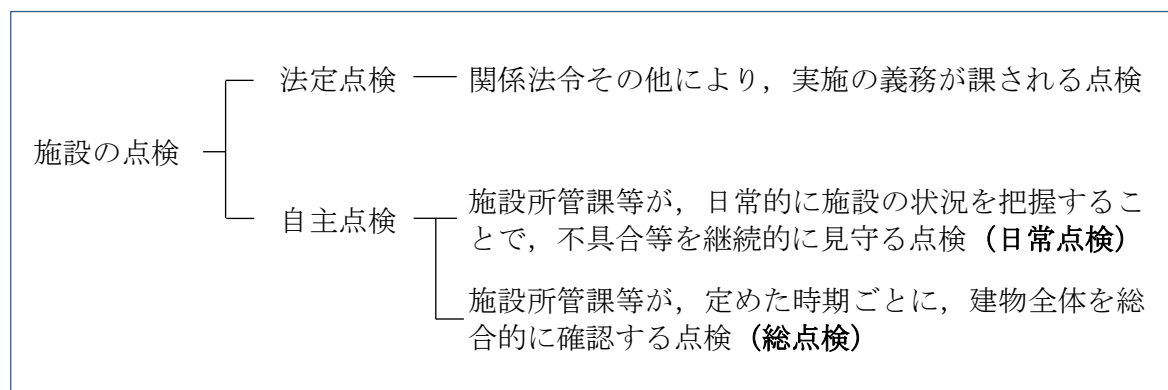 法定点検
関係法令その他により，実施の義務が課される点検
施設の点検
自主点検
施設所管課等が，日常的に施設の状況を把握するこ
とで，不具合等を継続的に見守る点検（日常点検）
施設所管課等が，定めた時期ごとに，建物全体を総
合的に確認する点検（総点検）